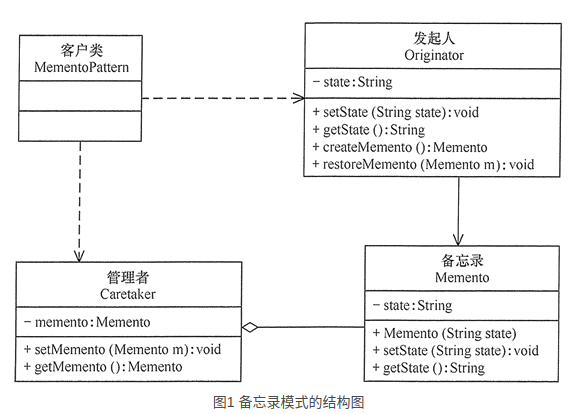 客户类
MementoPattern
发起人
Originator
− state:String
+ setState (String state):void
+ getState ():String
+ createMemento ():Memento
+ restoreMemento (Memento m):void
管理者
Caretaker
− memento:Memento
+ setMemento (Memento m):void
+ getMemento ():Memento
备忘录
Memento
− state:String
+ Memento (String state)
+ setState (String state):void
+ getState ():String
图1 备忘录模式的结构图